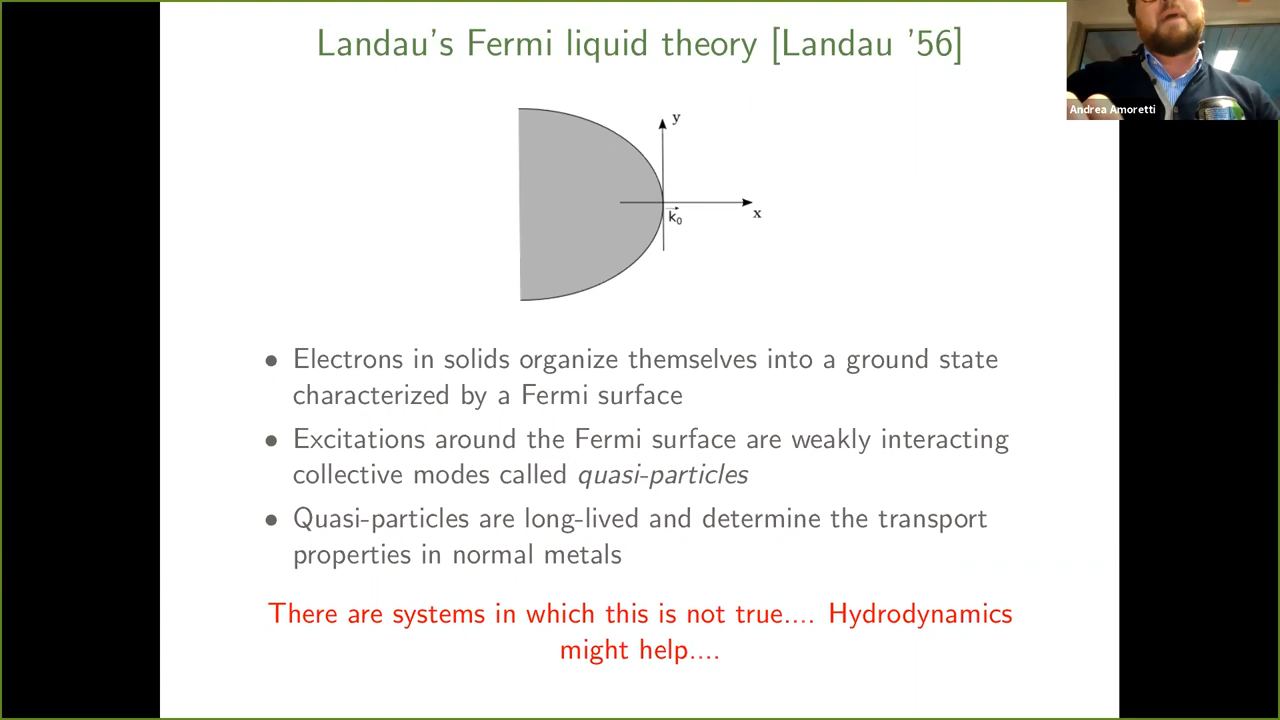 Landau's Fermi liquid theory [Landau '56]
Andrea Amoretti
y
x
k0
• Electrons in solids organize themselves into a ground state
characterized by a Fermi surface
• Excitations around the Fermi surface are weakly interacting
collective modes called quasi-particles
• Quasi-particles are long-lived and determine the transport
properties in normal metals
There are systems in which this is not true.... Hydrodynamics
might help....